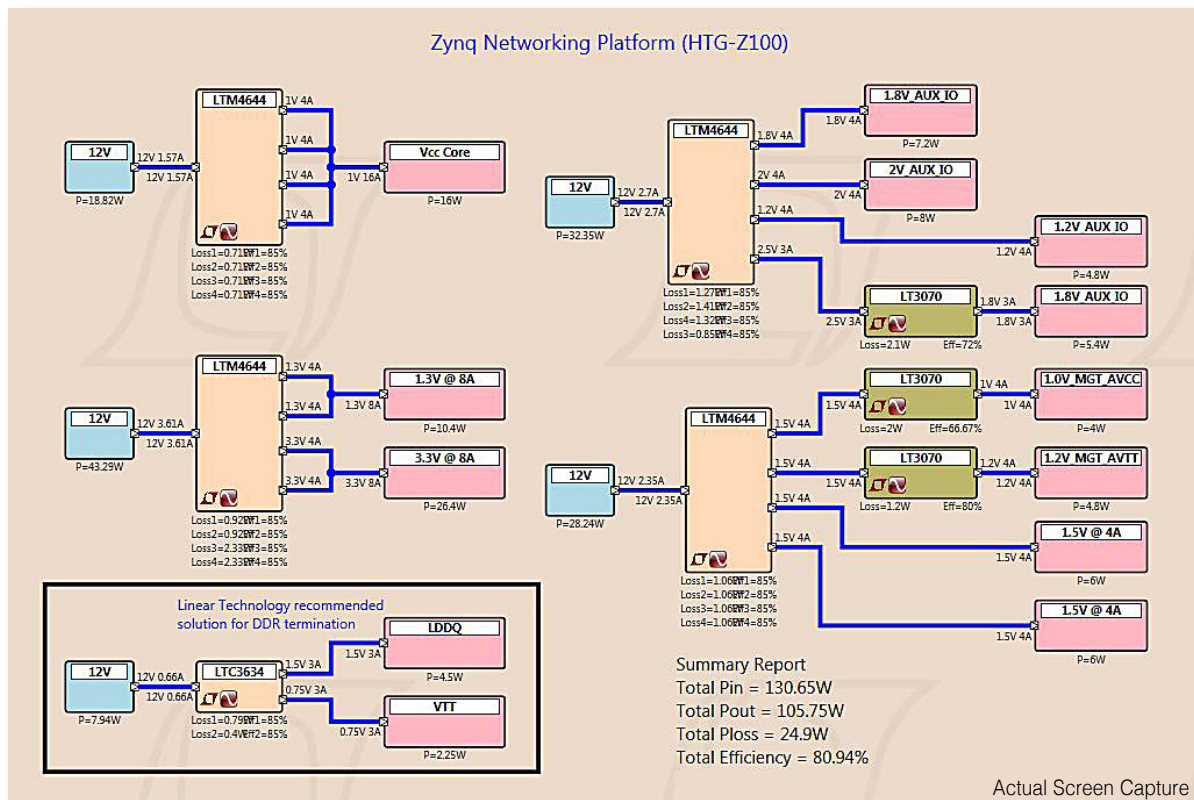 Zynq Networking Platform (HTG-Z100)
12V
P=18.82W
12V 1.57A
12V 1.57A
LTM4644
1V 4A
1V 4A
1V 4A
1V 4A
Loss1=0.71W Eff1=85%
Loss2=0.71W Eff2=85%
Loss3=0.71W Eff3=85%
Loss4=0.71W Eff4=85%
1V 16A
Vcc Core
P=16W
12V
P=43.29W
12V 3.61A
12V 3.61A
LTM4644
1.3V 4A
1.3V 4A
3.3V 4A
3.3V 4A
Loss1=0.92W Eff1=85%
Loss2=0.92W Eff2=85%
Loss3=2.33W Eff3=85%
Loss4=2.33W Eff4=85%
1.3V 8A
1.3V @ 8A
P=10.4W
3.3V 8A
3.3V @ 8A
P=26.4W
Linear Technology recommended
solution for DDR termination
12V
P=7.94W
12V 0.66A
12V 0.66A
LTC3634
1.5V 3A
0.75V 3A
Loss1=0.79W Eff1=85%
Loss2=0.4W Eff2=85%
1.5V 3A
LDDQ
P=4.5W
0.75V 3A
VTT
P=2.25W
12V
P=32.35W
12V 2.7A
12V 2.7A
LTM4644
1.8V 4A
2V 4A
1.2V 4A
2.5V 3A
Loss1=1.27W Eff1=85%
Loss2=1.41W Eff2=85%
Loss4=1.32W Eff3=85%
Loss3=0.85W Eff4=85%
1.8V 4A
1.8V_AUX_IO
P=7.2W
2V 4A
2V_AUX_IO
P=8W
1.2V 4A
1.2V AUX IO
P=4.8W
2.5V 3A
LT3070
Loss=2.1W Eff=72%
1.8V 3A
1.8V 3A
1.8V_AUX IO
P=5.4W
12V
P=28.24W
12V 2.35A
12V 2.35A
LTM4644
1.5V 4A
1.5V 4A
1.5V 4A
1.5V 4A
Loss1=1.06W Eff1=85%
Loss2=1.06W Eff2=85%
Loss3=1.06W Eff3=85%
Loss4=1.06W Eff4=85%
1.5V 4A
LT3070
Loss=2W Eff=66.67%
1V 4A
1V 4A
1.0V_MGT_AVCC
P=4W
1.5V 4A
LT3070
Loss=1.2W Eff=80%
1.2V 4A
1.2V 4A
1.2V_MGT_AVTT
P=4.8W
1.5V 4A
1.5V @ 4A
P=6W
1.5V 4A
1.5V @ 4A
P=6W
Summary Report
Total Pin = 130.65W
Total Pout = 105.75W
Total Ploss = 24.9W
Total Efficiency = 80.94%
Actual Screen Capture